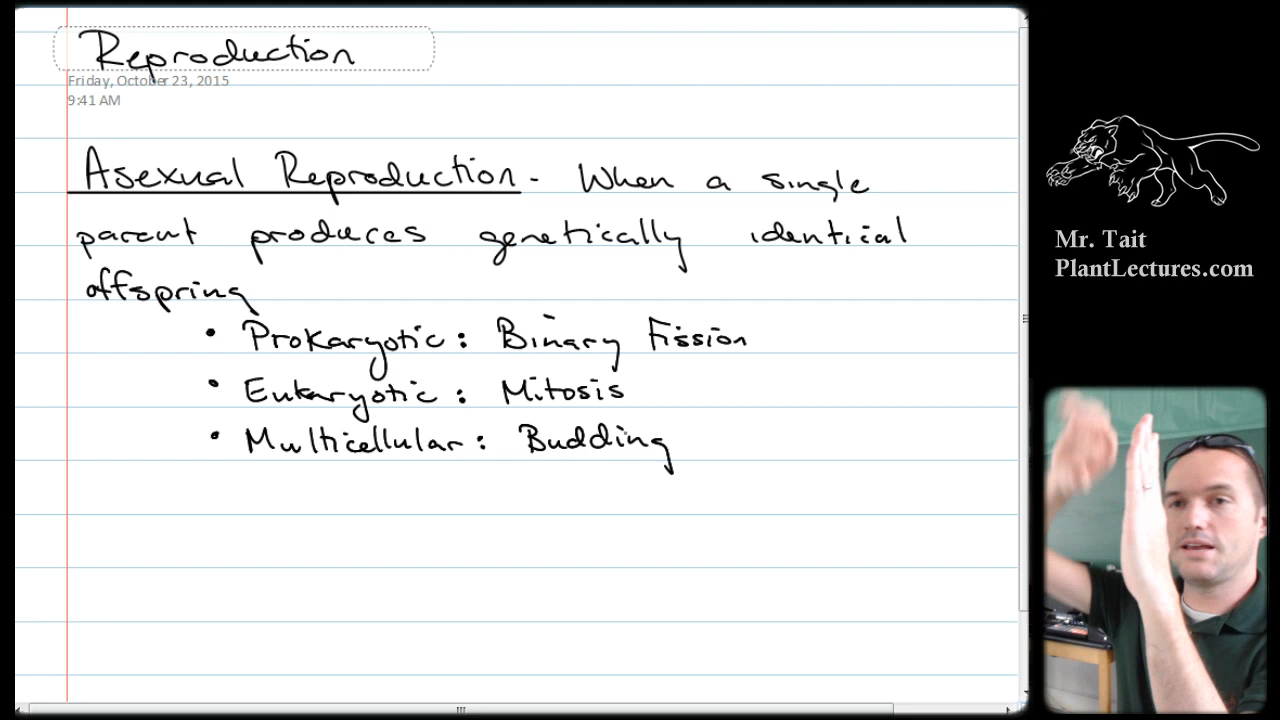 Reproduction
Friday, October 23, 2015
9:41 AM
Asexual Reproduction - When a single
parent produces genetically identical
offspring
• Prokaryotic: Binary Fission
• Eukaryotic: Mitosis
• Multicellular: Budding
Mr. Tait
PlantLectures.com